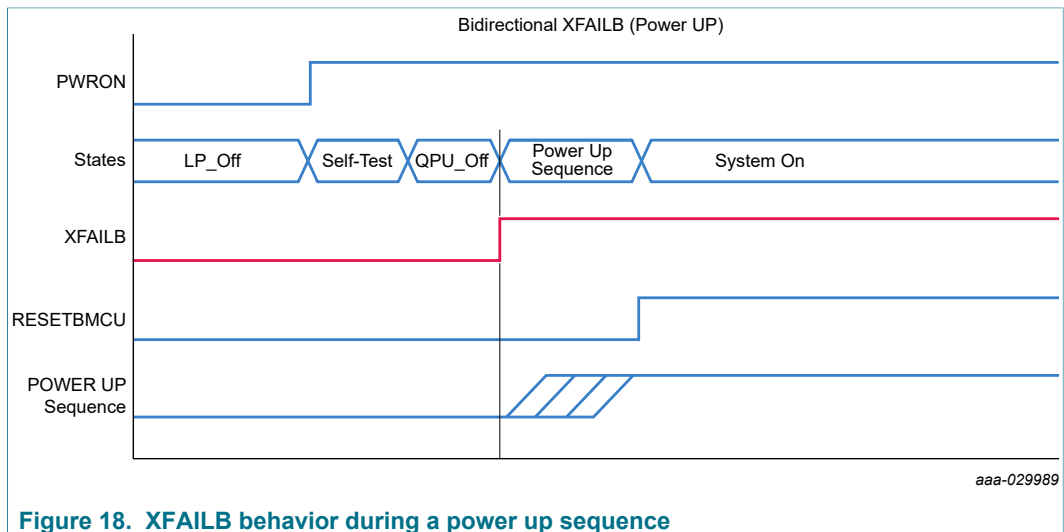 Bidirectional XFAILB (Power UP)
PWRON
States
LP_Off
Self-Test
QPU_Off
Power Up
Sequence
System On
XFAILB
RESETBMCU
POWER UP
Sequence
aaa-029989
Figure 18. XFAILB behavior during a power up sequence